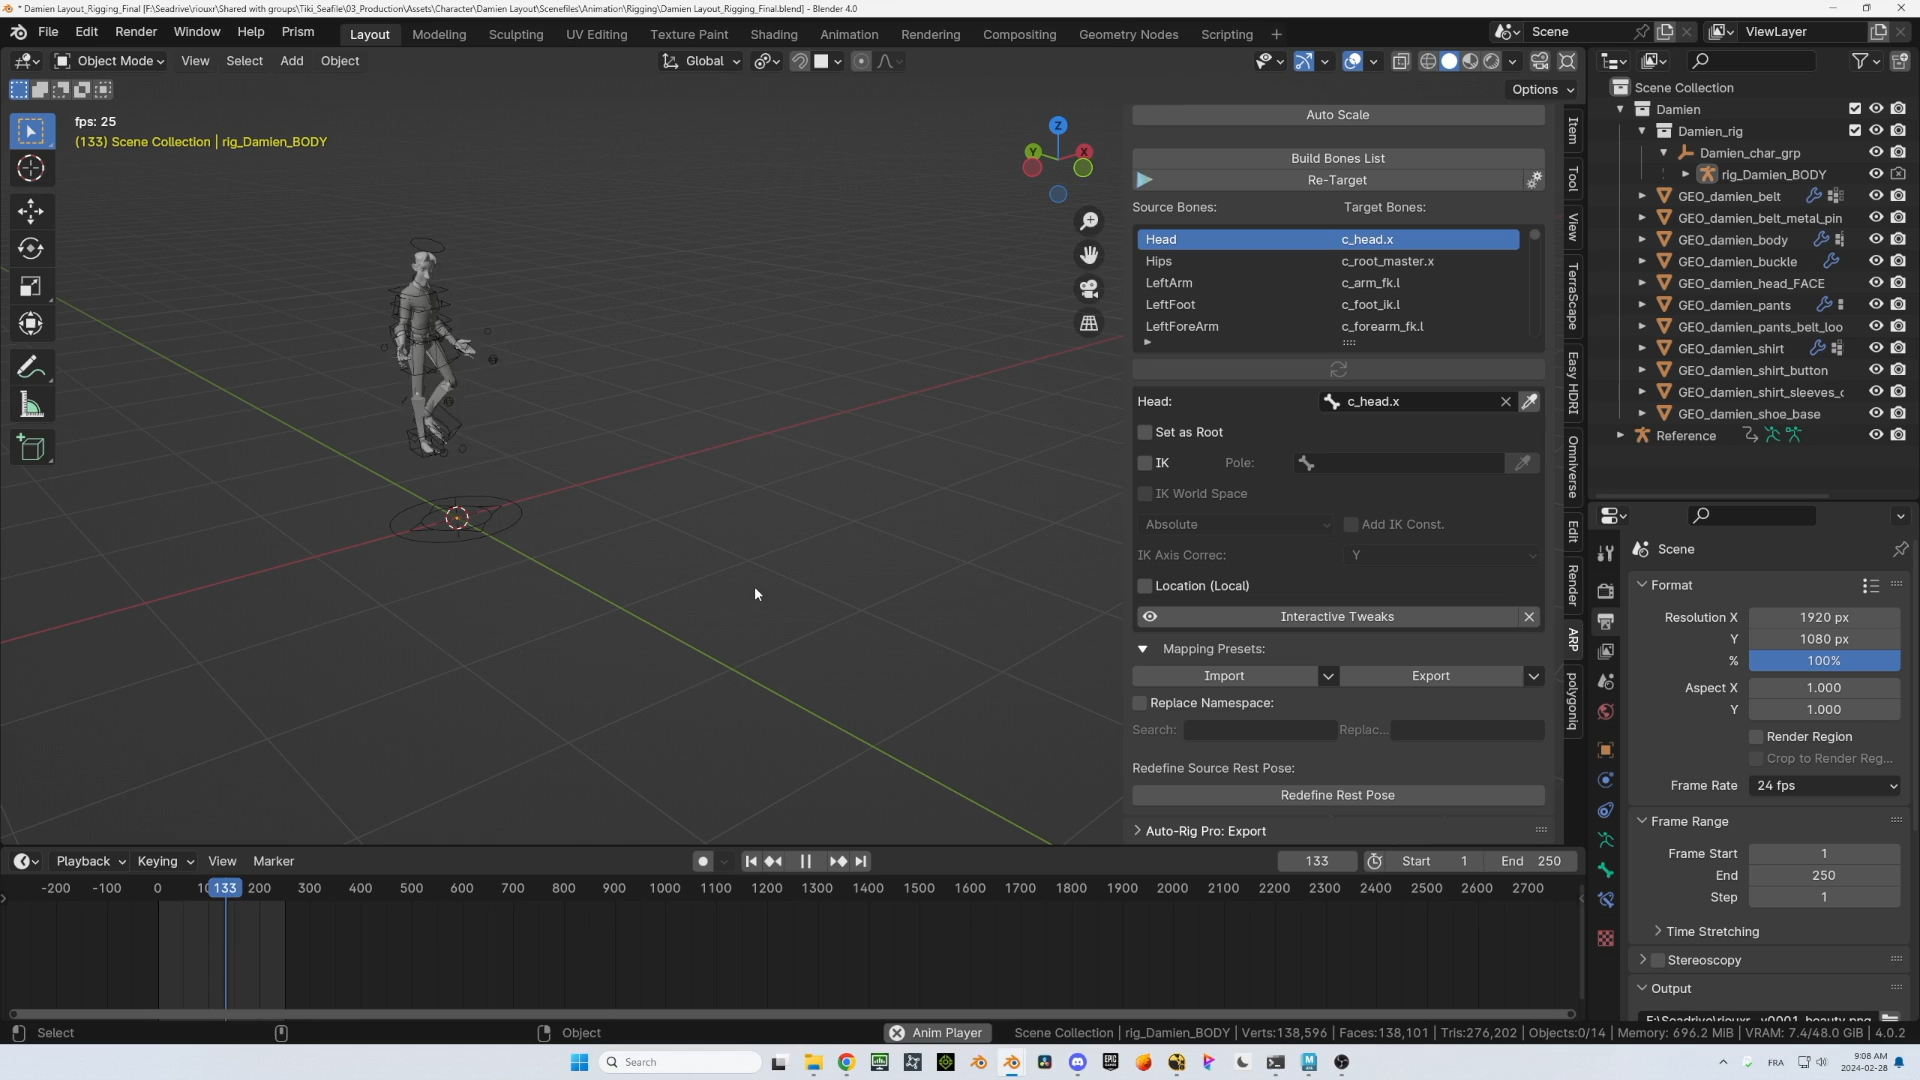 * Damien Layout_Rigging_Final [F:\Seadrive\riouxr\Shared with groups\Tiki_Seafile\03_Production\Assets\Character\Damien Layout\Scenefiles\Animation\Rigging\Damien Layout_Rigging_Final.blend] - Blender 4.0
File Edit Render Window Help Prism Layout Modeling Sculpting UV Editing Texture Paint Shading Animation Rendering Compositing Geometry Nodes Scripting + Scene ViewLayer
Object Mode View Select Add Object Global
Options
fps: 25
(133) Scene Collection | rig_Damien_BODY
Z
Y X
Auto Scale
Build Bones List
Re-Target
Source Bones: Target Bones:
Head c_head.x
Hips c_root_master.x
LeftArm c_arm_fk.l
LeftFoot c_foot_ik.l
LeftForeArm c_forearm_fk.l
Head: c_head.x
Set as Root
IK Pole:
IK World Space
Absolute Add IK Const.
IK Axis Correc: Y
Location (Local)
Interactive Tweaks
Mapping Presets:
Import Export
Replace Namespace:
Search: Replac...
Redefine Source Rest Pose:
Redefine Rest Pose
Auto-Rig Pro: Export
Item
Tool
View
TerraScape
Easy HDRI
Omniverse
Edit
Render
ARP
polygoniq
Scene Collection
Damien
Damien_rig
Damien_char_grp
rig_Damien_BODY
GEO_damien_belt
GEO_damien_belt_metal_pin
GEO_damien_body
GEO_damien_buckle
GEO_damien_head_FACE
GEO_damien_pants
GEO_damien_pants_belt_loo
GEO_damien_shirt
GEO_damien_shirt_button
GEO_damien_shirt_sleeves_c
GEO_damien_shoe_base
Reference
Scene
Format
Resolution X 1920 px
Y 1080 px
% 100%
Aspect X 1.000
Y 1.000
Render Region
Crop to Render Reg...
Frame Rate 24 fps
Frame Range
Frame Start 1
End 250
Step 1
Time Stretching
Stereoscopy
Output
Playback Keying View Marker 133 Start 1 End 250
-200 -100 0 10 133 200 300 400 500 600 700 800 900 1000 1100 1200 1300 1400 1500 1600 1700 1800 1900 2000 2100 2200 2300 2400 2500 2600 2700
Select Object Anim Player Scene Collection | rig_Damien_BODY | Verts:138,596 | Faces:138,101 | Tris:276,202 | Objects:0/14 | Memory: 696.2 MiB | VRAM: 7.4/48.0 GiB | 4.0.2
Search FRA 9:08 AM
2024-02-28